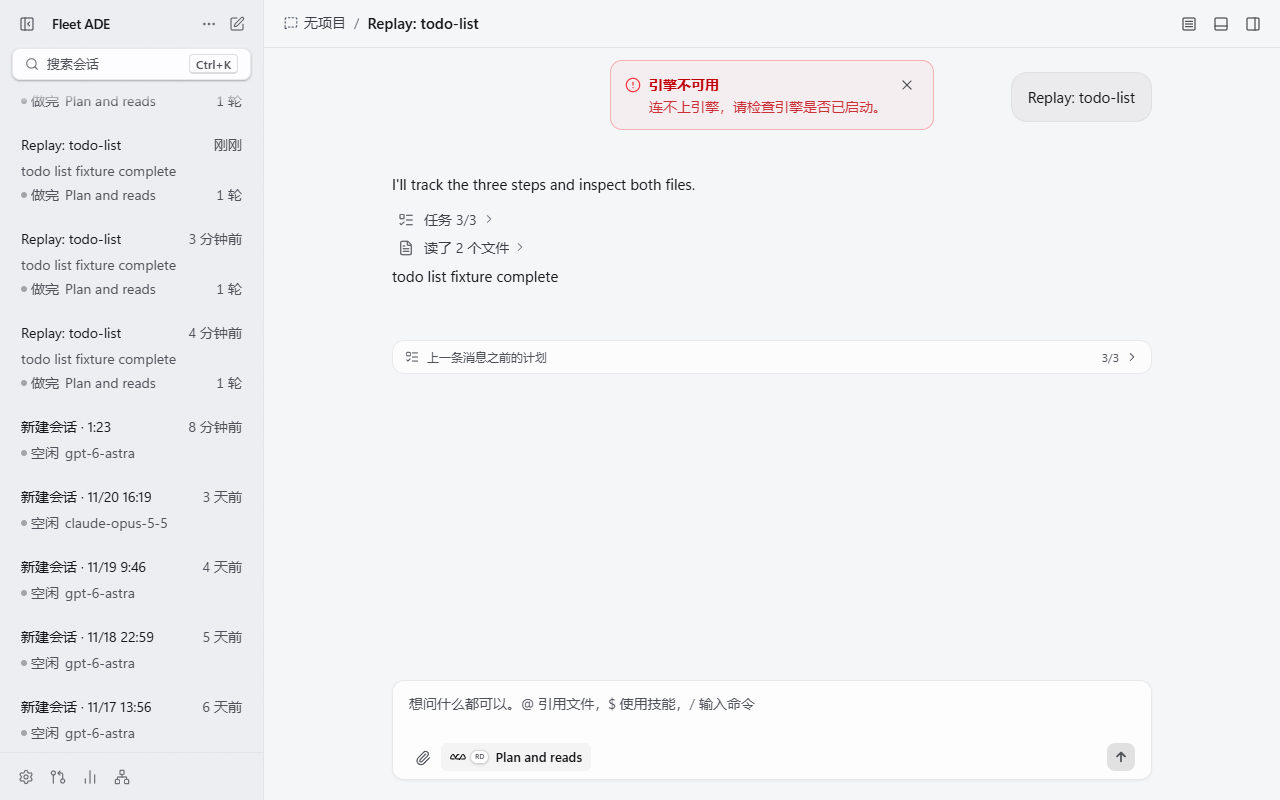 Fleet ADE
搜索会话 Ctrl+K
做完 Plan and reads 1 轮
Replay: todo-list 刚刚
todo list fixture complete
做完 Plan and reads 1 轮
Replay: todo-list 3 分钟前
todo list fixture complete
做完 Plan and reads 1 轮
Replay: todo-list 4 分钟前
todo list fixture complete
做完 Plan and reads 1 轮
新建会话 · 1:23 8 分钟前
空闲 gpt-6-astra
新建会话 · 11/20 16:19 3 天前
空闲 claude-opus-5-5
新建会话 · 11/19 9:46 4 天前
空闲 gpt-6-astra
新建会话 · 11/18 22:59 5 天前
空闲 gpt-6-astra
新建会话 · 11/17 13:56 6 天前
空闲 gpt-6-astra
无项目 / Replay: todo-list
引擎不可用
连不上引擎，请检查引擎是否已启动。
Replay: todo-list
I'll track the three steps and inspect both files.
任务 3/3
读了 2 个文件
todo list fixture complete
上一条消息之前的计划 3/3
想问什么都可以。@ 引用文件，$ 使用技能，/ 输入命令
RD Plan and reads